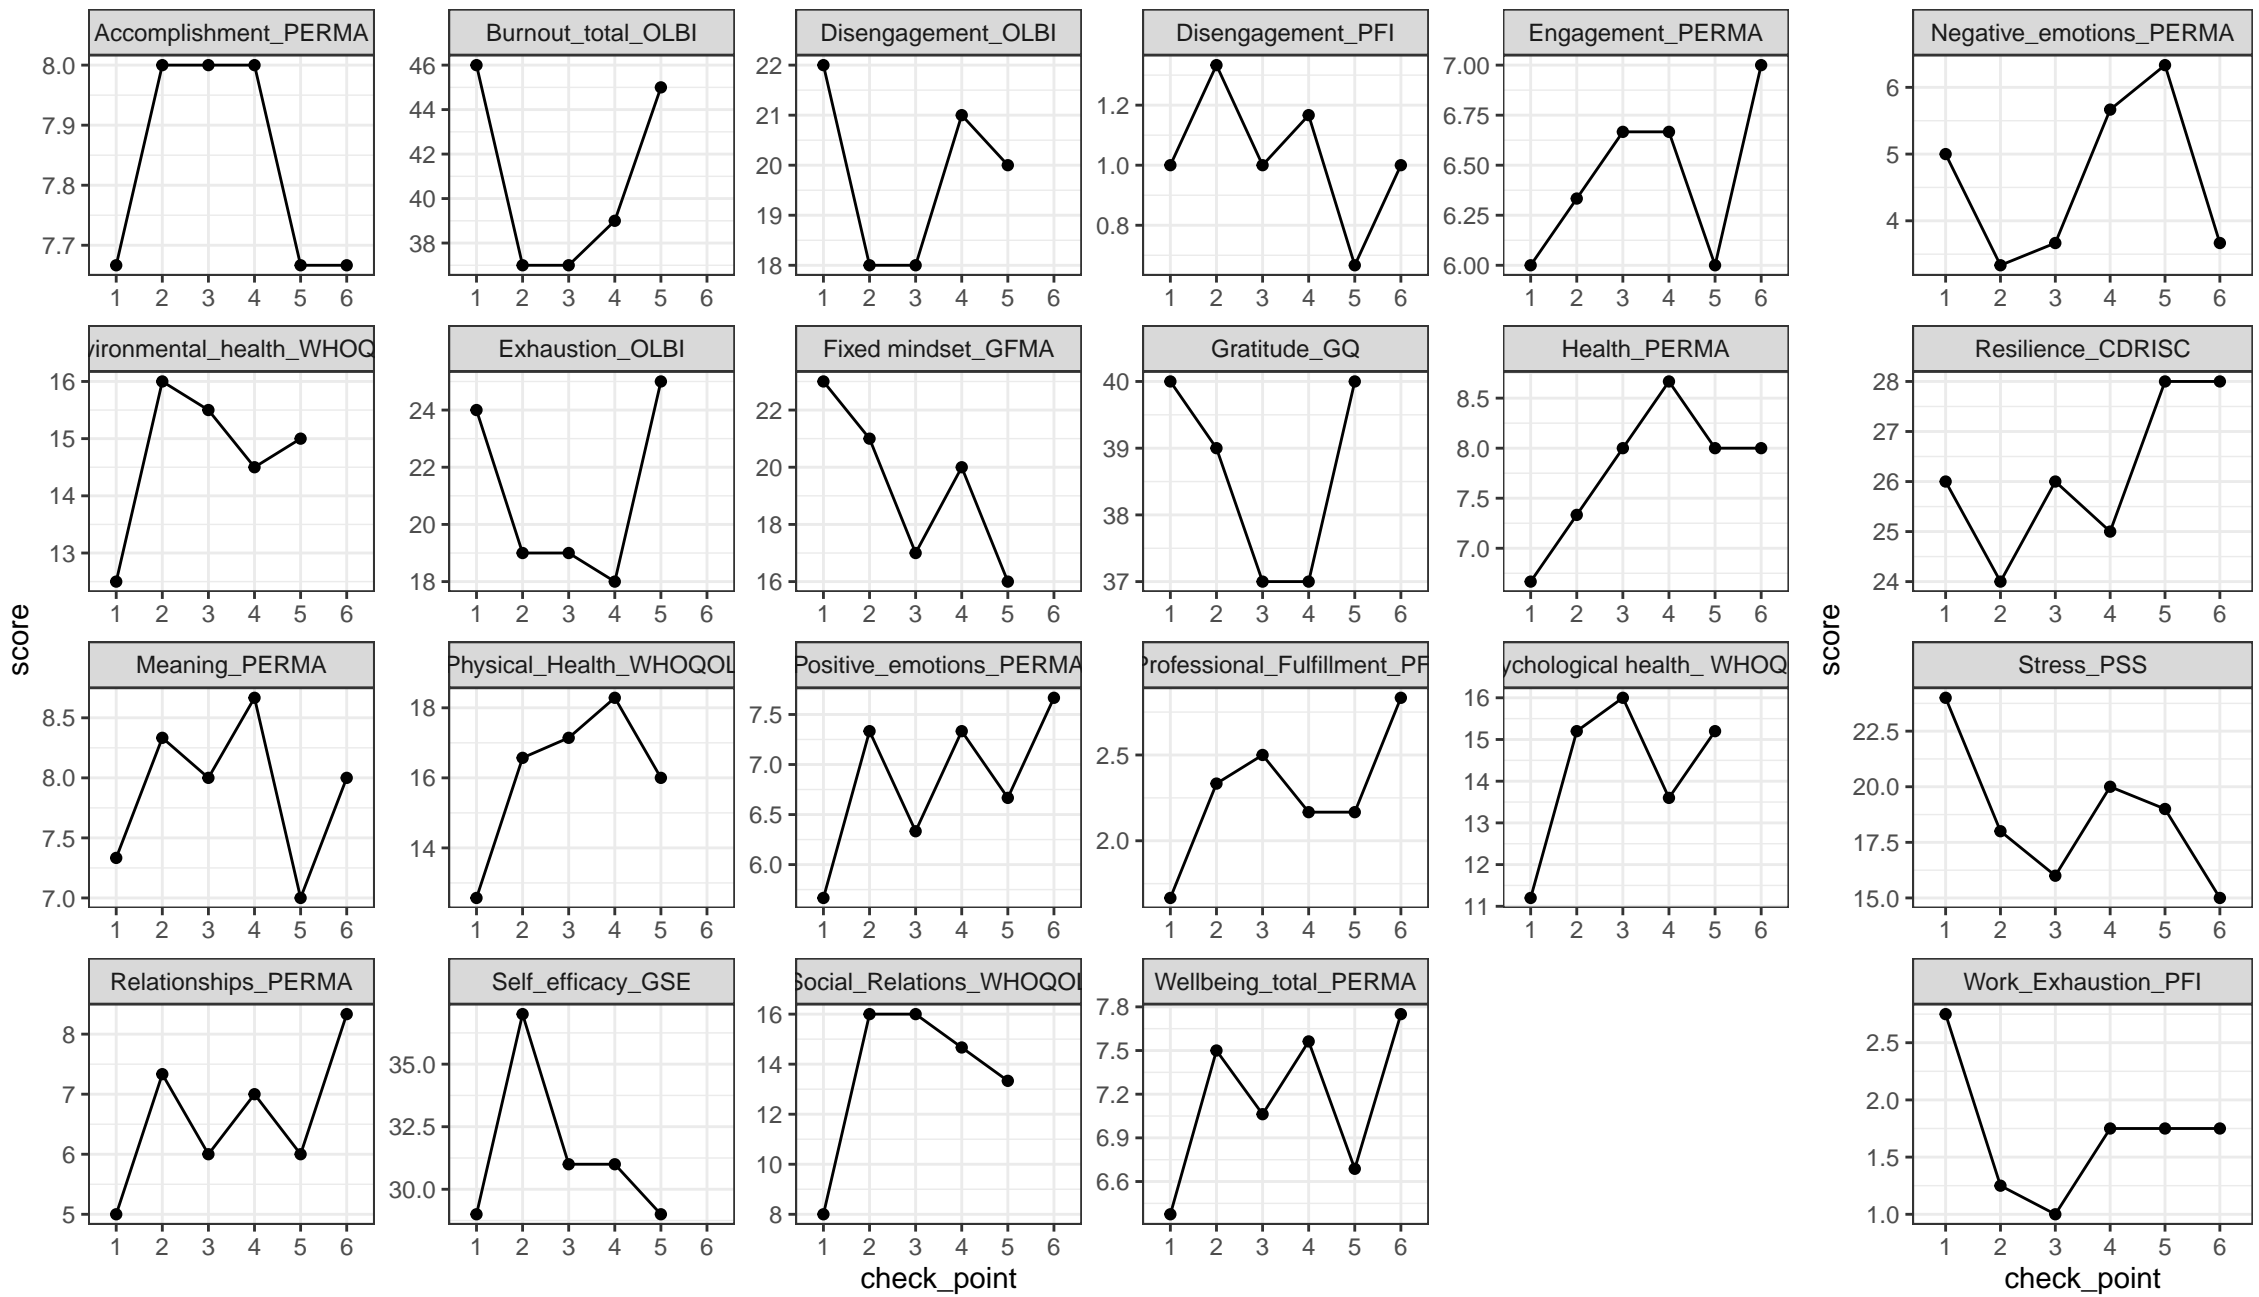 Accomplishment_PERMA
8.0
7.9
7.8
7.7
1 2 3 4 5 6
Burnout_total_OLBI
46
44
42
40
38
1 2 3 4 5 6
Disengagement_OLBI
22
21
20
19
18
1 2 3 4 5 6
Disengagement_PFI
1.2
1.0
0.8
1 2 3 4 5 6
Engagement_PERMA
7.00
6.75
6.50
6.25
6.00
1 2 3 4 5 6
Negative_emotions_PERMA
6
5
4
1 2 3 4 5 6
vironmental_health_WHOQ
16
15
14
13
1 2 3 4 5 6
Exhaustion_OLBI
24
22
20
18
1 2 3 4 5 6
Fixed mindset_GFMA
22
20
18
16
1 2 3 4 5 6
Gratitude_GQ
40
39
38
37
1 2 3 4 5 6
Health_PERMA
8.5
8.0
7.5
7.0
1 2 3 4 5 6
Resilience_CDRISC
28
27
26
25
24
1 2 3 4 5 6
score
score
Meaning_PERMA
8.5
8.0
7.5
7.0
1 2 3 4 5 6
Physical_Health_WHOQOL
18
16
14
1 2 3 4 5 6
Positive_emotions_PERMA
7.5
7.0
6.5
6.0
1 2 3 4 5 6
Professional_Fulfillment_PF
2.5
2.0
1 2 3 4 5 6
ychological health_ WHOQ
16
15
14
13
12
11
1 2 3 4 5 6
Stress_PSS
22.5
20.0
17.5
15.0
1 2 3 4 5 6
Relationships_PERMA
8
7
6
5
1 2 3 4 5 6
Self_efficacy_GSE
35.0
32.5
30.0
1 2 3 4 5 6
Social_Relations_WHOQOL
16
14
12
10
8
1 2 3 4 5 6
Wellbeing_total_PERMA
7.8
7.5
7.2
6.9
6.6
1 2 3 4 5 6
Work_Exhaustion_PFI
2.5
2.0
1.5
1.0
1 2 3 4 5 6
check_point
check_point